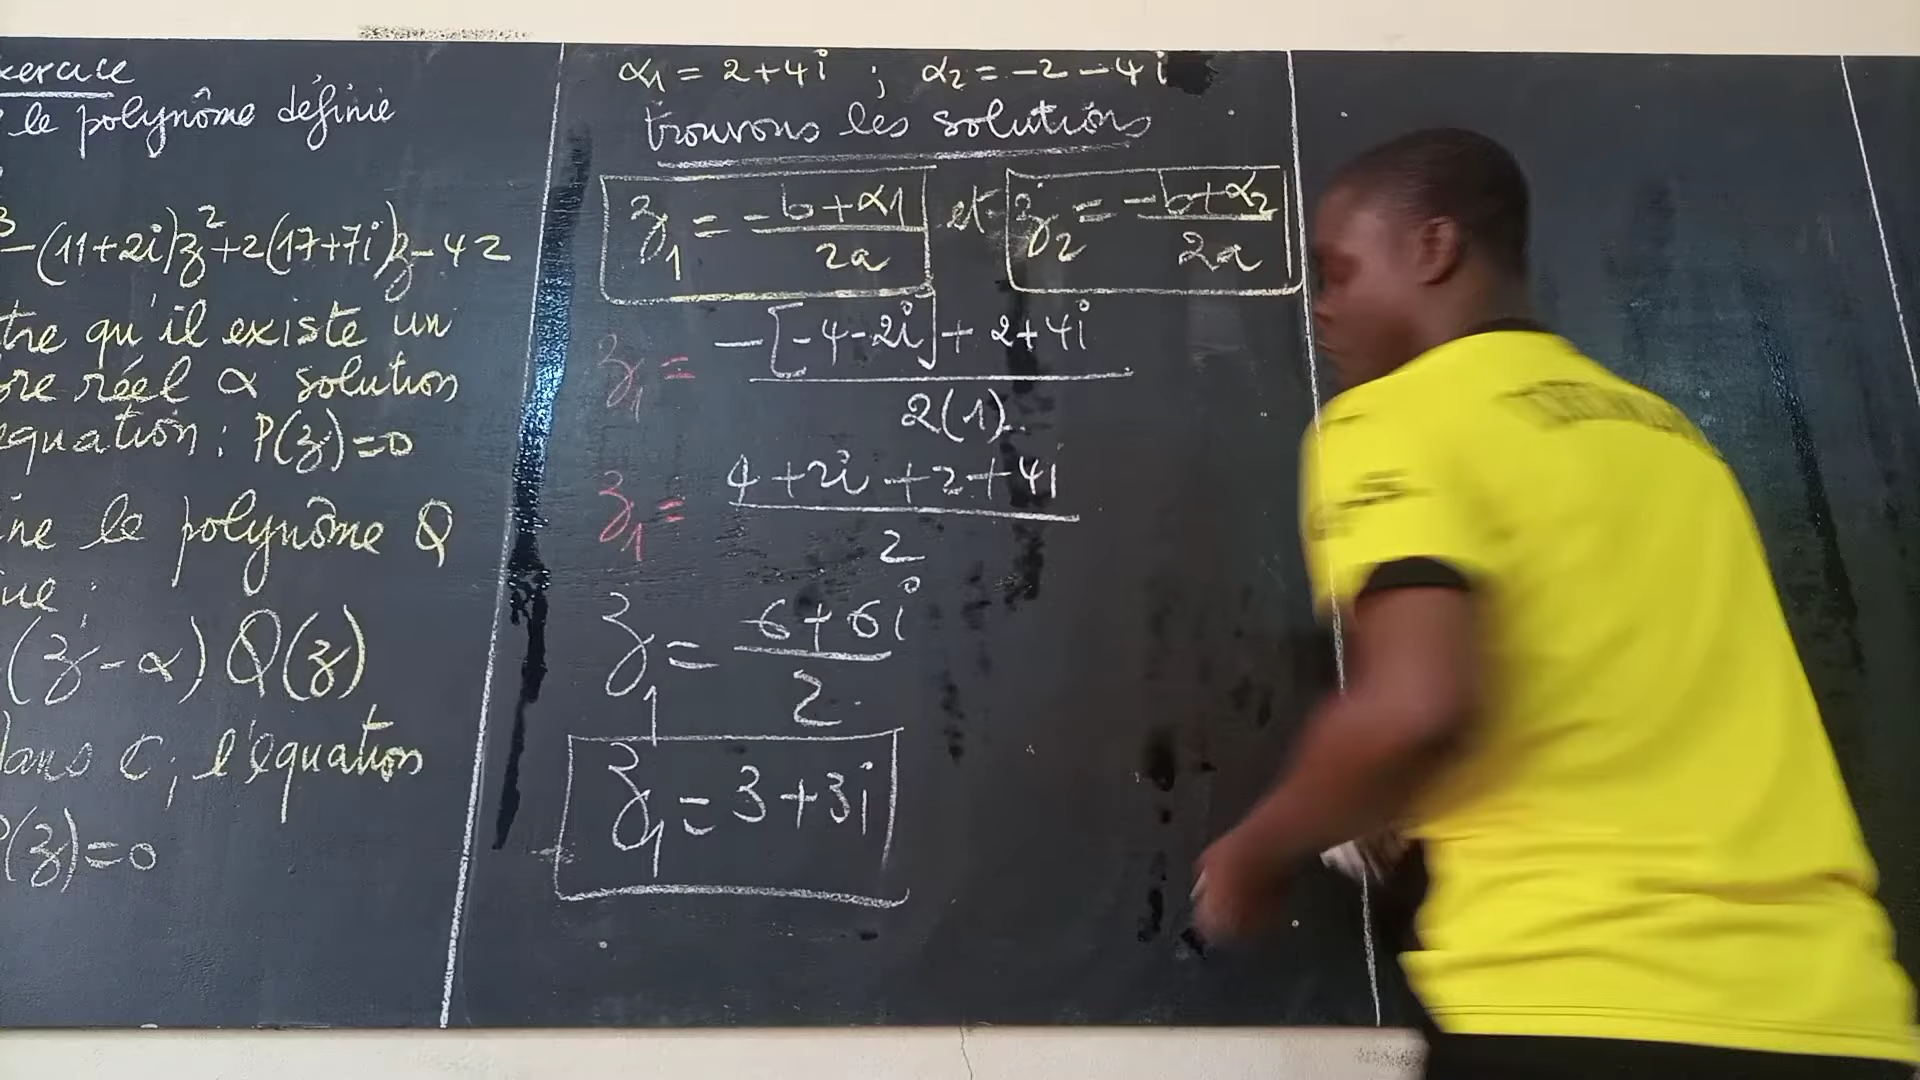 xercice
le polynôme définie
3
-(11+2i)z²+2(17+7i)z-42
tre qu'il existe un
bre réel α solution
equation : P(z)=0
ine le polynôme Q
ue :
(z-α) Q(z)
dans C, l'équation
P(z)=0
α1 = 2+4i ; α2 = -2-4i
trouvons les solutions
z1 = -b+α1 / 2a et z2 = -b+α2 / 2a
z1 = -[-4-2i]+2+4i / 2(1)
z1 = 4+2i+2+4i / 2
z1 = 6+6i / 2
z1 = 3+3i